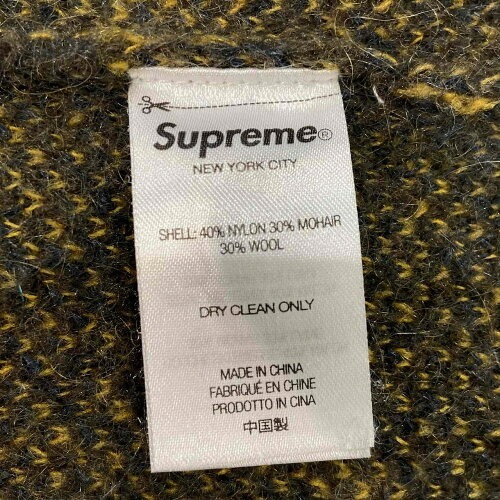 Supreme®
NEW YORK CITY
SHELL: 40% NYLON 30% MOHAIR
30% WOOL
DRY CLEAN ONLY
MADE IN CHINA
FABRIQUÉ EN CHINE
PRODOTTO IN CINA
中国製